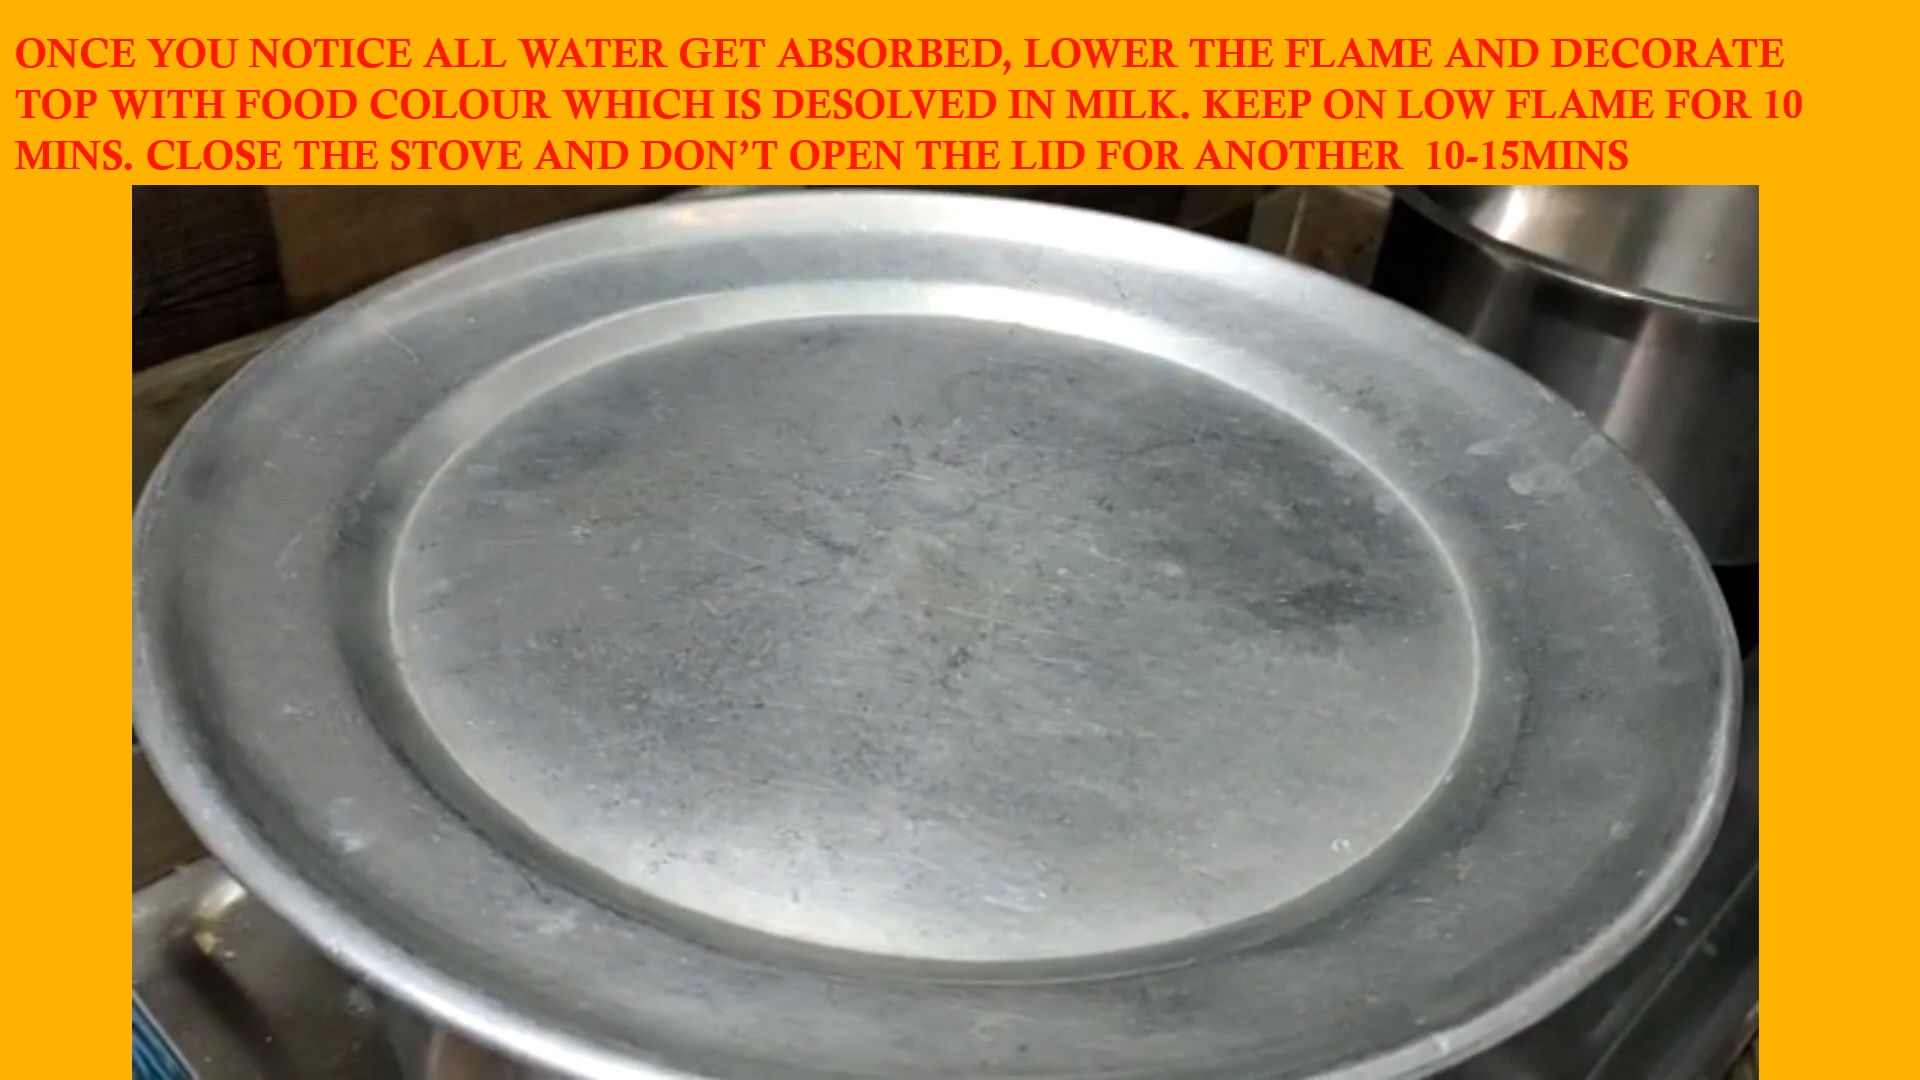 ONCE YOU NOTICE ALL WATER GET ABSORBED, LOWER THE FLAME AND DECORATE
TOP WITH FOOD COLOUR WHICH IS DESOLVED IN MILK. KEEP ON LOW FLAME FOR 10
MINS. CLOSE THE STOVE AND DON’T OPEN THE LID FOR ANOTHER  10-15MINS